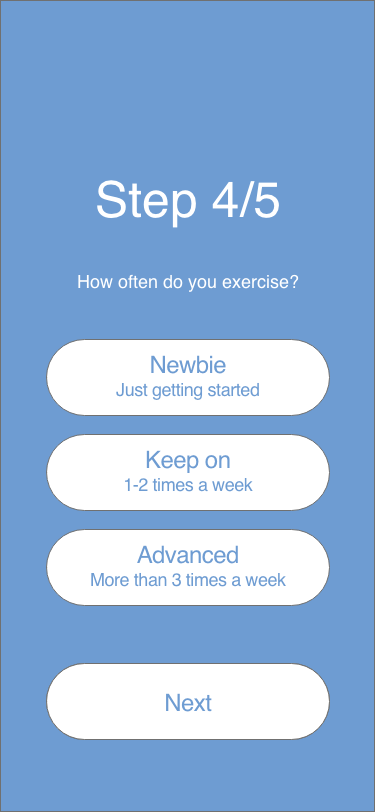 Step 4/5
How often do you exercise?
Newbie
Just getting started
Keep on
1-2 times a week
Advanced
More than 3 times a week
Next